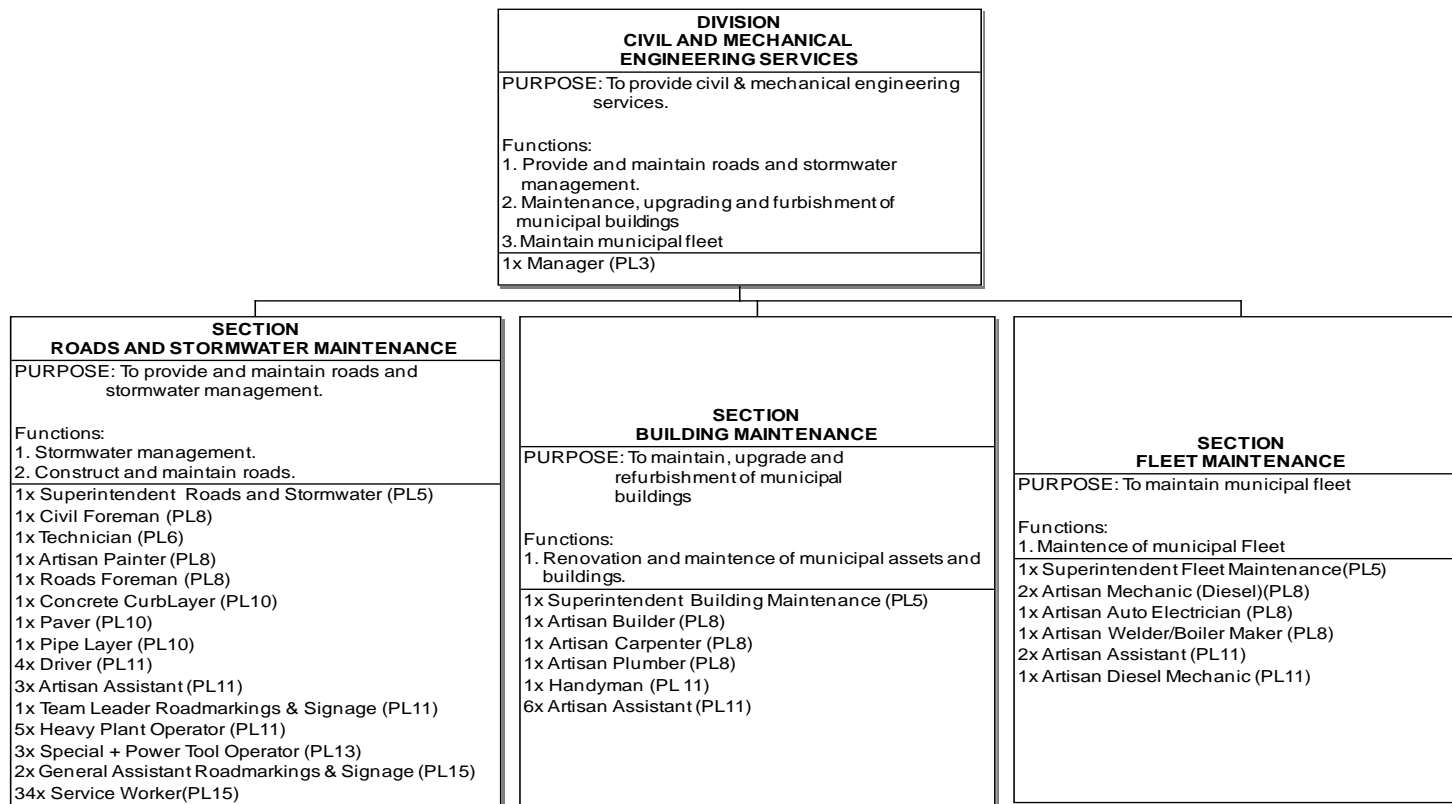 DIVISION
CIVIL AND MECHANICAL
ENGINEERING SERVICES
PURPOSE: To provide civil & mechanical engineering
services.
Functions:
1. Provide and maintain roads and stormwater
management.
2. Maintenance, upgrading and furbishment of
municipal buildings
3. Maintain municipal fleet
1x Manager (PL3)
SECTION
ROADS AND STORMWATER MAINTENANCE
PURPOSE: To provide and maintain roads and
stormwater management.
Functions:
1. Stormwater management.
2. Construct and maintain roads.
1x Superintendent Roads and Stormwater (PL5)
1x Civil Foreman (PL8)
1x Technician (PL6)
1x Artisan Painter (PL8)
1x Roads Foreman (PL8)
1x Concrete CurbLayer (PL10)
1x Paver (PL10)
1x Pipe Layer (PL10)
4x Driver (PL11)
3x Artisan Assistant (PL11)
1x Team Leader Roadmarkings & Signage (PL11)
5x Heavy Plant Operator (PL11)
3x Special + Power Tool Operator (PL13)
2x General Assistant Roadmarkings & Signage (PL15)
34x Service Worker(PL15)
SECTION
BUILDING MAINTENANCE
PURPOSE: To maintain, upgrade and
refurbishment of municipal
buildings
Functions:
1. Renovation and maintence of municipal assets and
buildings.
1x Superintendent Building Maintenance (PL5)
1x Artisan Builder (PL8)
1x Artisan Carpenter (PL8)
1x Artisan Plumber (PL8)
1x Handyman (PL 11)
6x Artisan Assistant (PL11)
SECTION
FLEET MAINTENANCE
PURPOSE: To maintain municipal fleet
Functions:
1. Maintence of municipal Fleet
1x Superintendent Fleet Maintenance(PL5)
2x Artisan Mechanic (Diesel)(PL8)
1x Artisan Auto Electrician (PL8)
1x Artisan Welder/Boiler Maker (PL8)
2x Artisan Assistant (PL11)
1x Artisan Diesel Mechanic (PL11)